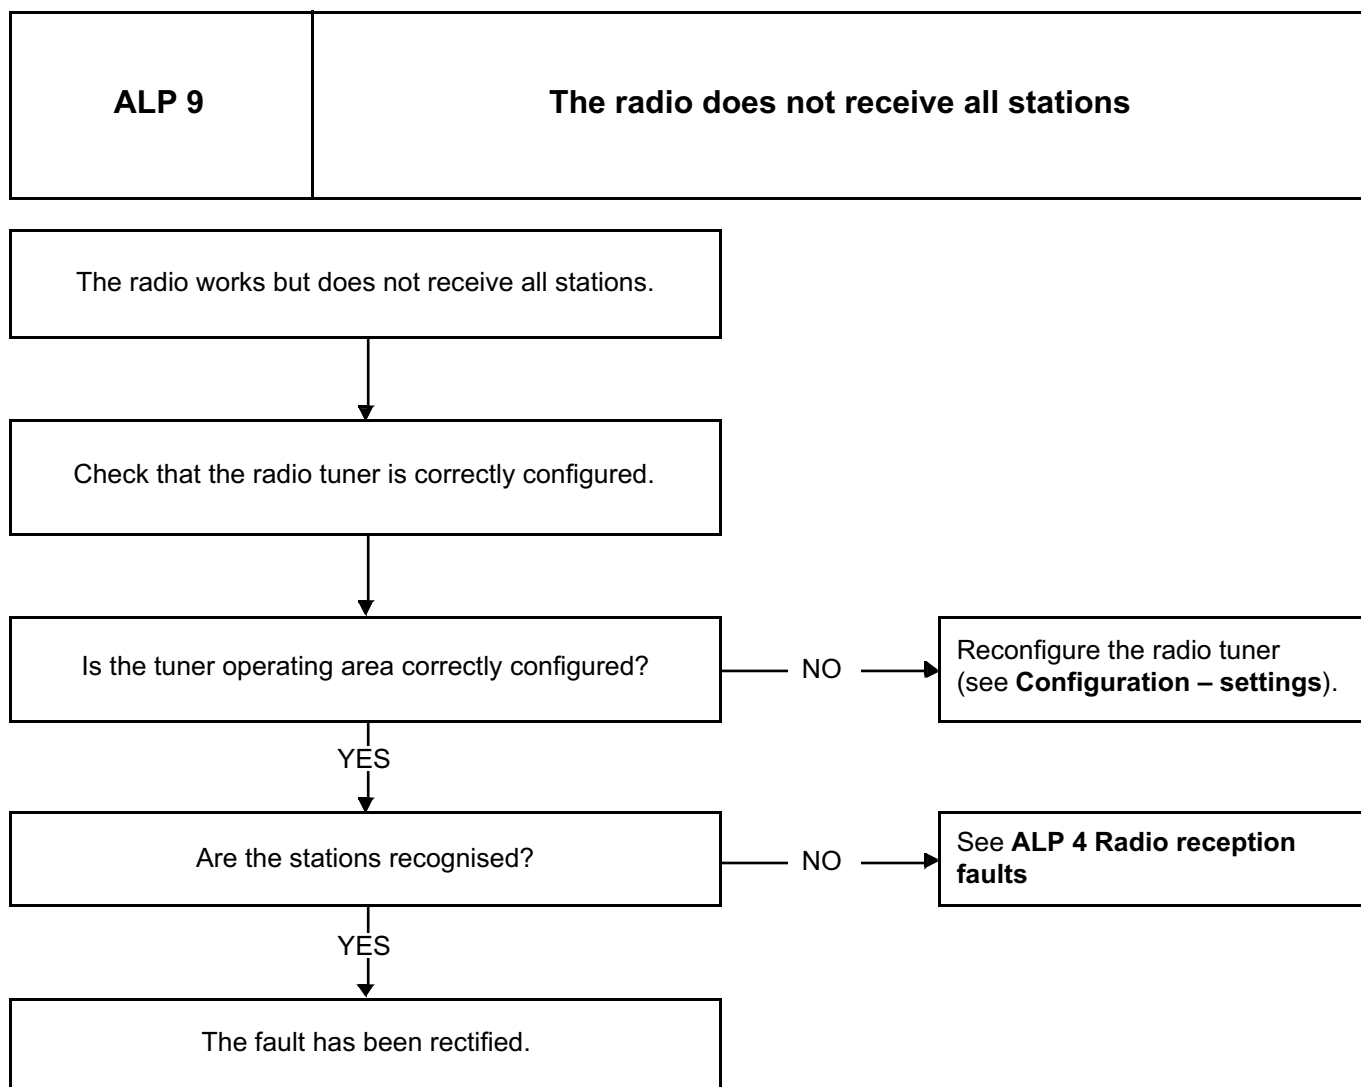 ALP 9
The radio does not receive all stations
The radio works but does not receive all stations.
Check that the radio tuner is correctly configured.
Is the tuner operating area correctly configured?
NO
Reconfigure the radio tuner
(see Configuration – settings).
YES
Are the stations recognised?
NO
See ALP 4 Radio reception
faults
YES
The fault has been rectified.